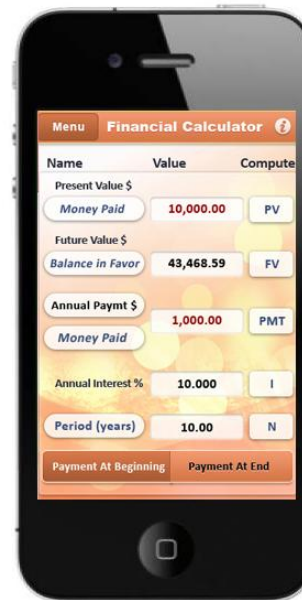 Menu Financial Calculator i
Name Value Compute
Present Value $
Money Paid 10,000.00 PV
Future Value $
Balance in Favor 43,468.59 FV
Annual Paymt $
1,000.00 PMT
Money Paid
Annual Interest % 10.000 I
Period (years) 10.00 N
Payment At Beginning Payment At End